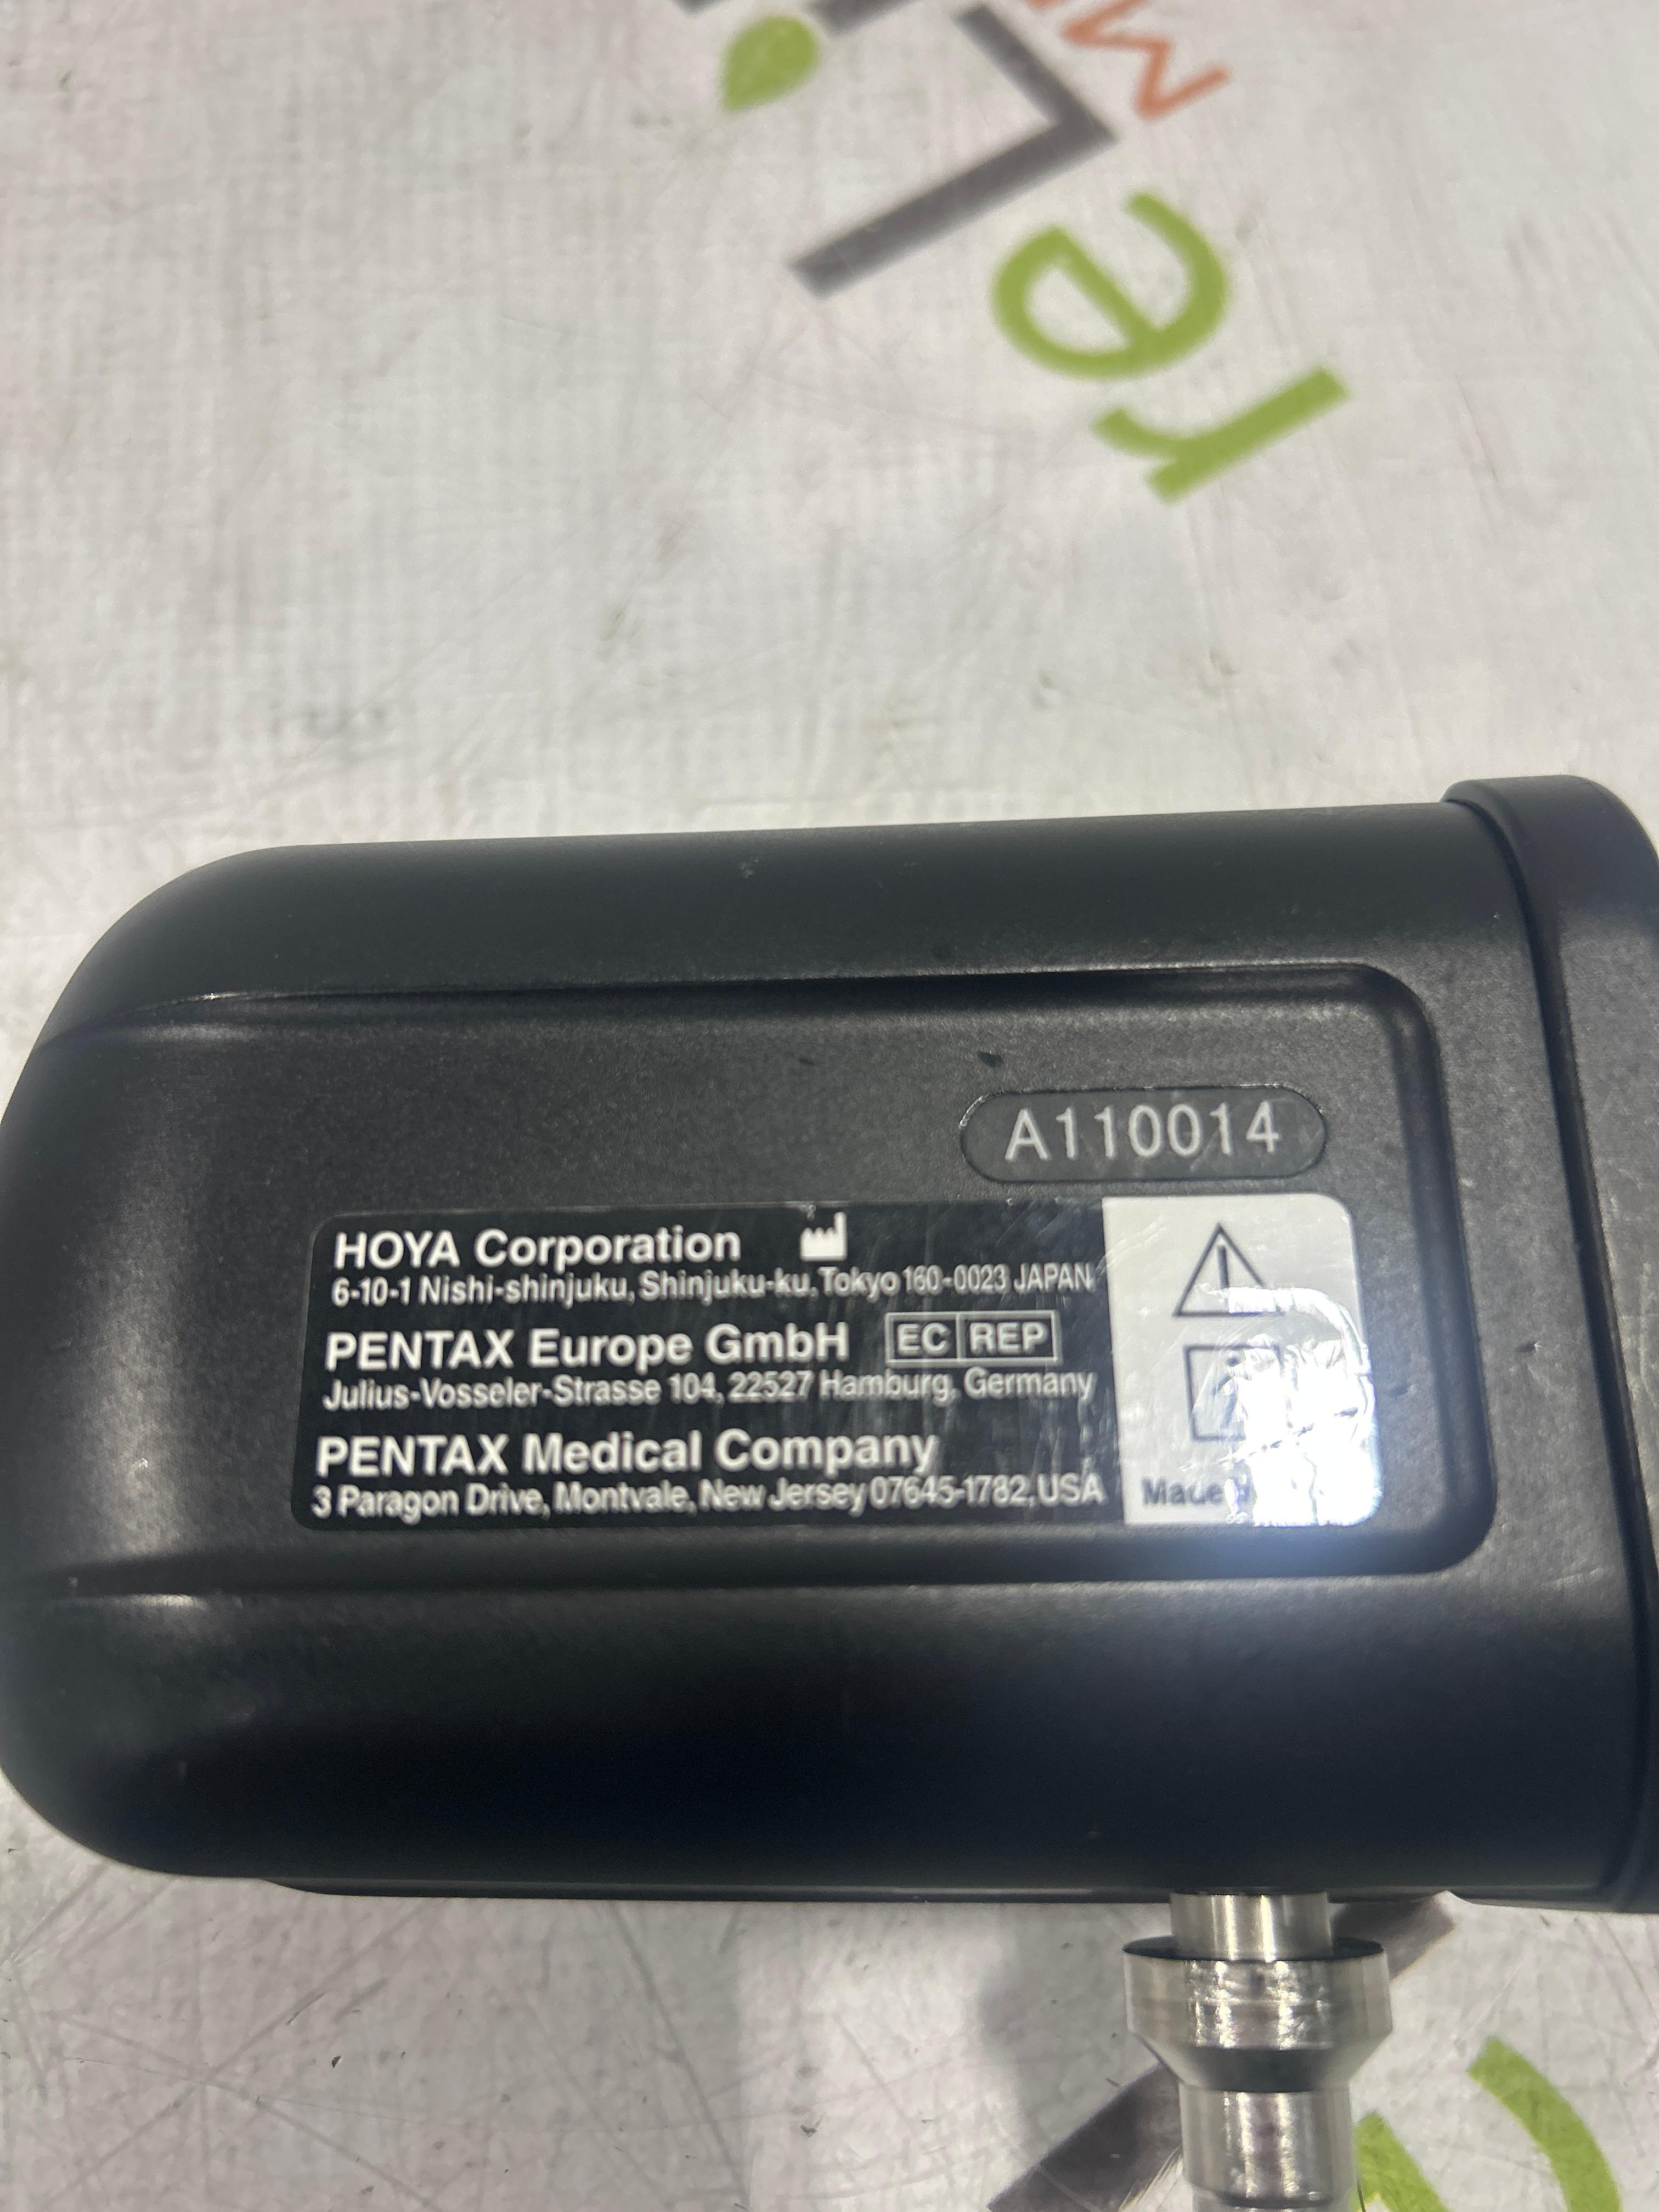 er
A110014
HOYA Corporation
6-10-1 Nishi-shinjuku, Shinjuku-ku, Tokyo 160-0023 JAPAN
PENTAX Europe GmbH EC REP
Julius-Vosseler-Strasse 104, 22527 Hamburg, Germany
PENTAX Medical Company
3 Paragon Drive, Montvale, New Jersey 07645-1782, USA
Made